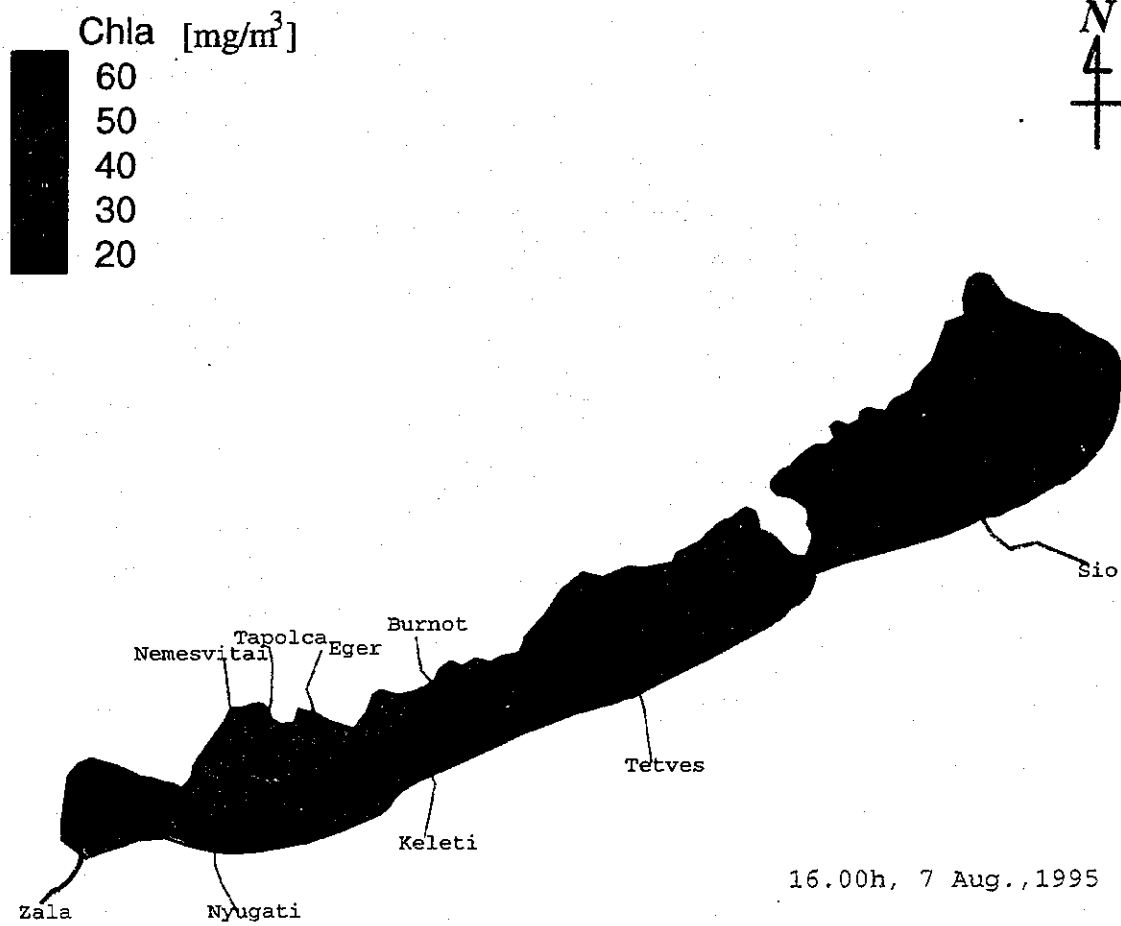 Chla [mg/m³]
60
50
40
30
20
N
Sio
Burnot
Tapolca
Eger
Nemesvitai
Tetves
Keleti
16.00h, 7 Aug.,1995
Zala
Nyugati